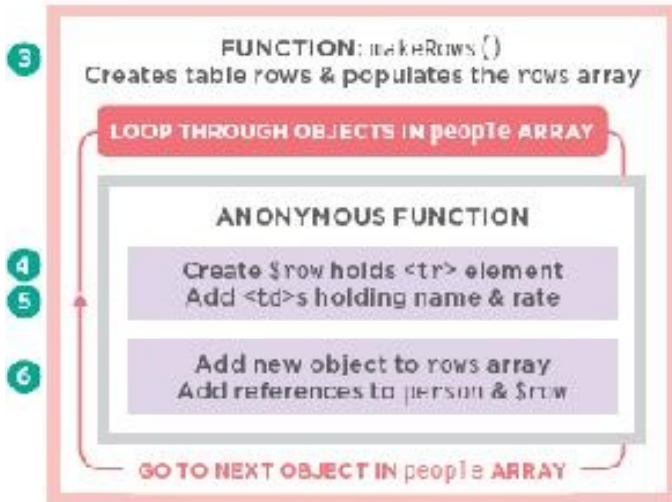 3
FUNCTION: makeRows()
Creates table rows & populates the rows array
LOOP THROUGH OBJECTS IN people ARRAY
ANONYMOUS FUNCTION
4
Create $row holds <tr> element
5
Add <td>s holding name & rate
6
Add new object to rows array
Add references to person & $row
GO TO NEXT OBJECT IN people ARRAY